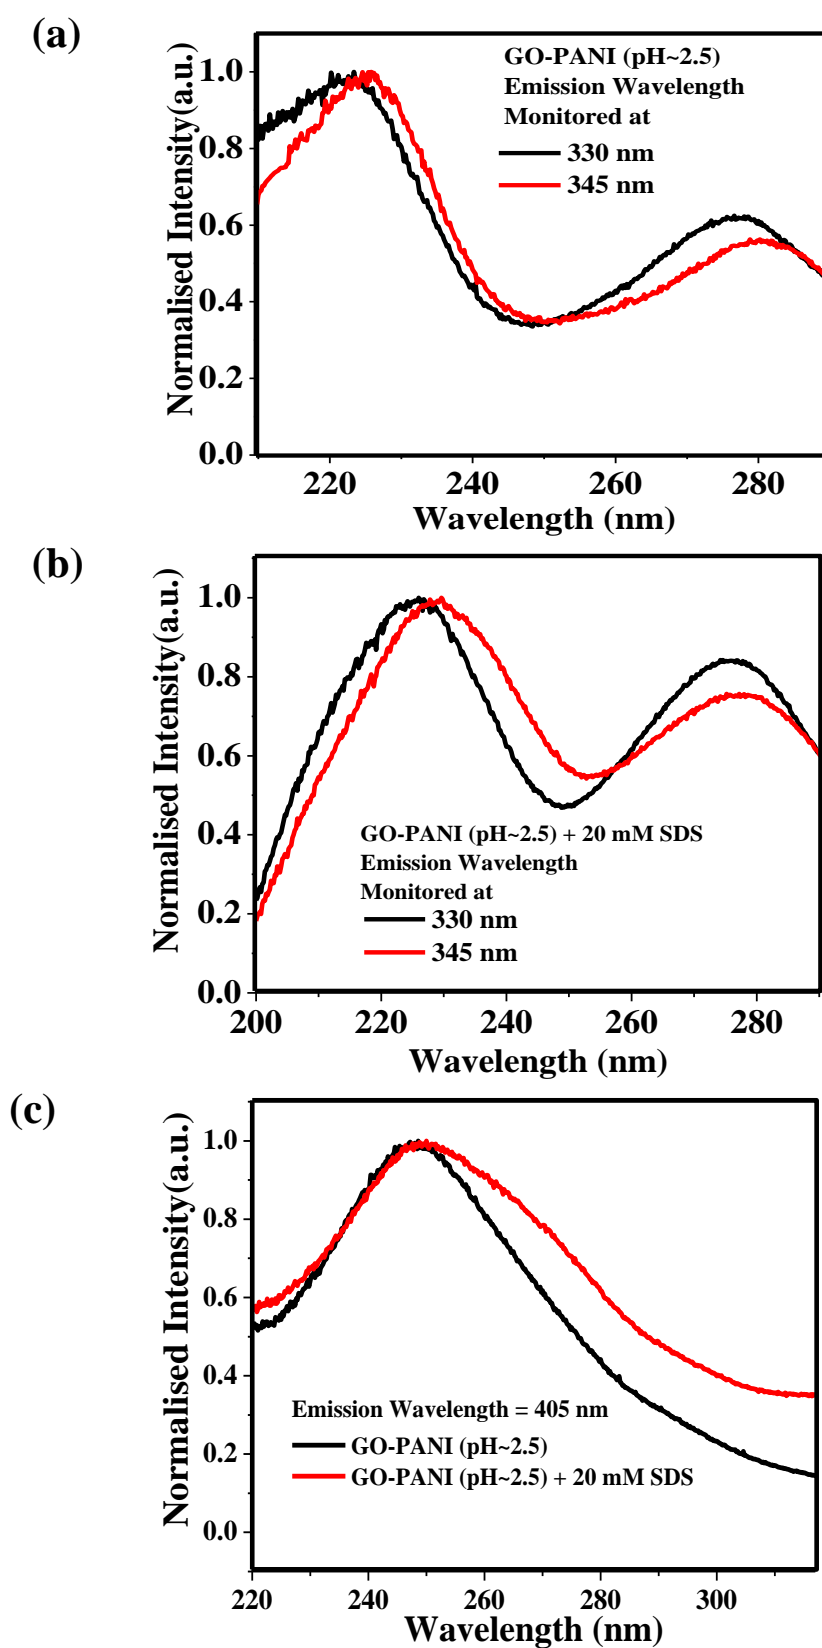 (a)
Normalised Intensity(a.u.)
1.0
0.8
0.6
0.4
0.2
0.0
GO-PANI (pH~2.5)
Emission Wavelength
Monitored at
330 nm
345 nm
220 240 260 280
Wavelength (nm)
(b)
Normalised Intensity(a.u.)
1.0
0.8
0.6
0.4
0.2
0.0
GO-PANI (pH~2.5) + 20 mM SDS
Emission Wavelength
Monitored at
330 nm
345 nm
200 220 240 260 280
Wavelength (nm)
(c)
Normalised Intensity(a.u.)
1.0
0.8
0.6
0.4
0.2
0.0
Emission Wavelength = 405 nm
GO-PANI (pH~2.5)
GO-PANI (pH~2.5) + 20 mM SDS
220 240 260 280 300
Wavelength (nm)